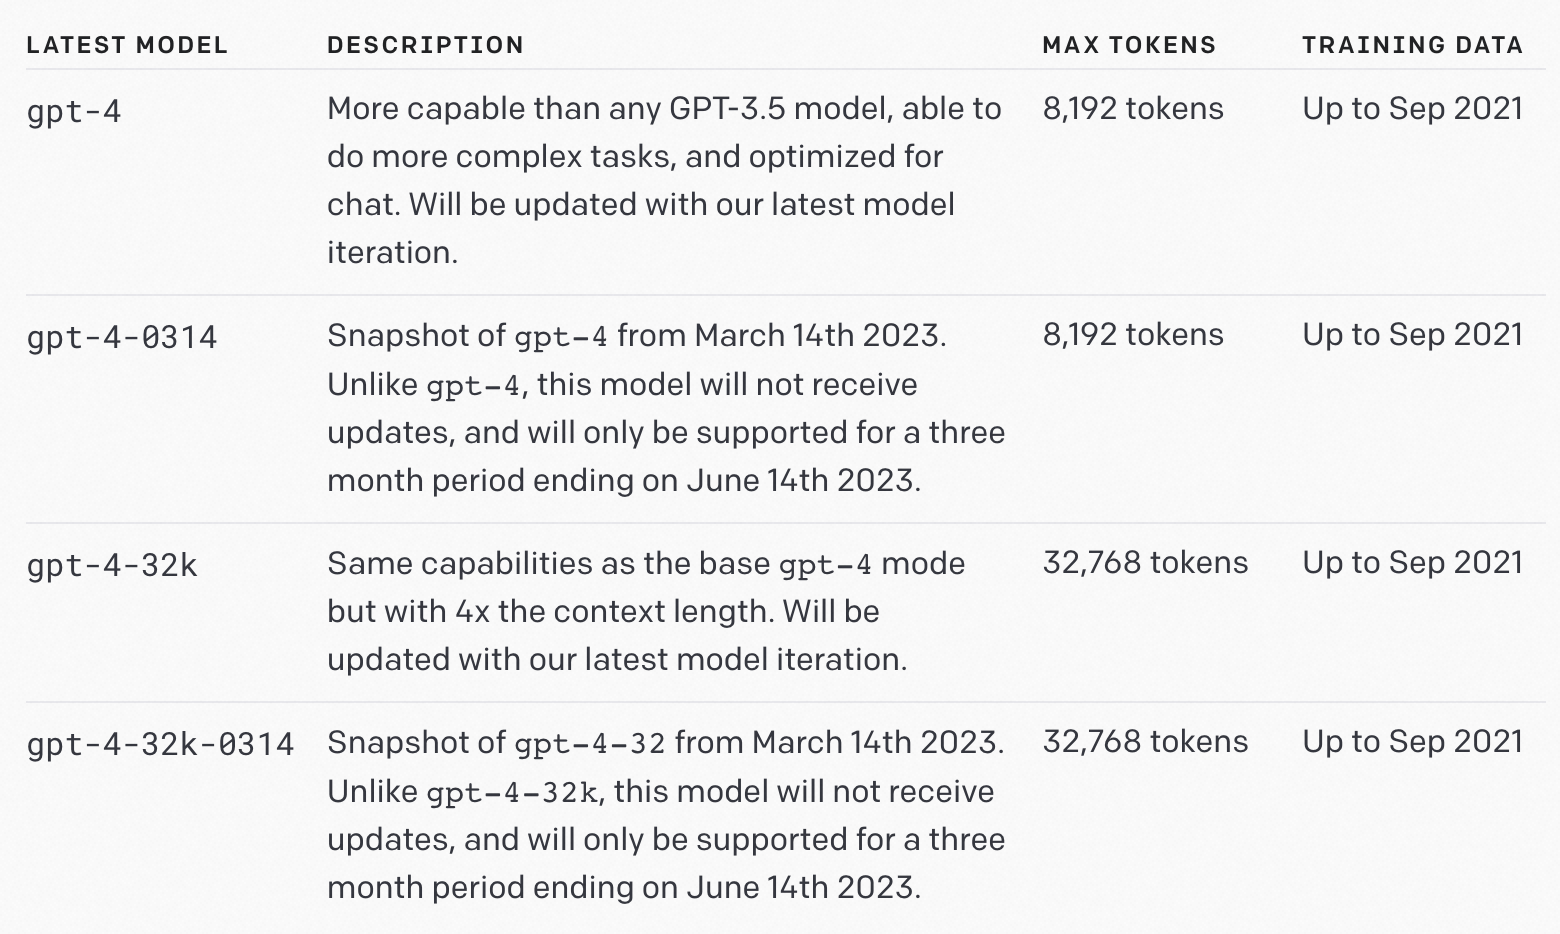 LATEST MODEL DESCRIPTION MAX TOKENS TRAINING DATA
gpt-4 More capable than any GPT-3.5 model, able to 8,192 tokens Up to Sep 2021
do more complex tasks, and optimized for
chat. Will be updated with our latest model
iteration.
gpt-4-0314 Snapshot of gpt-4 from March 14th 2023. 8,192 tokens Up to Sep 2021
Unlike gpt-4, this model will not receive
updates, and will only be supported for a three
month period ending on June 14th 2023.
gpt-4-32k Same capabilities as the base gpt-4 mode 32,768 tokens Up to Sep 2021
but with 4x the context length. Will be
updated with our latest model iteration.
gpt-4-32k-0314 Snapshot of gpt-4-32 from March 14th 2023. 32,768 tokens Up to Sep 2021
Unlike gpt-4-32k, this model will not receive
updates, and will only be supported for a three
month period ending on June 14th 2023.